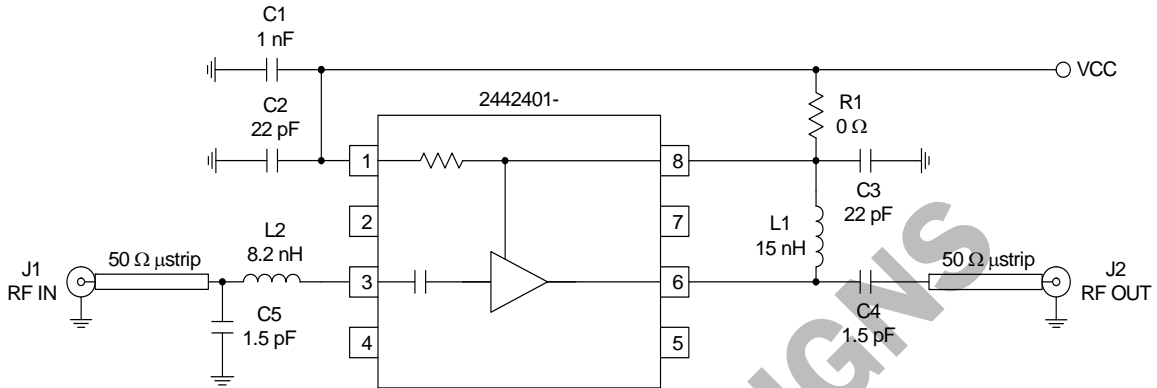 C1
1 nF
VCC
2442401-
R1
0 Ω
C2
22 pF
1
8
C3
22 pF
2
7
L1
15 nH
L2
8.2 nH
J1
RF IN
50 Ω µstrip
3
6
50 Ω µstrip
J2
RF OUT
C5
1.5 pF
C4
1.5 pF
4
5
IGNS